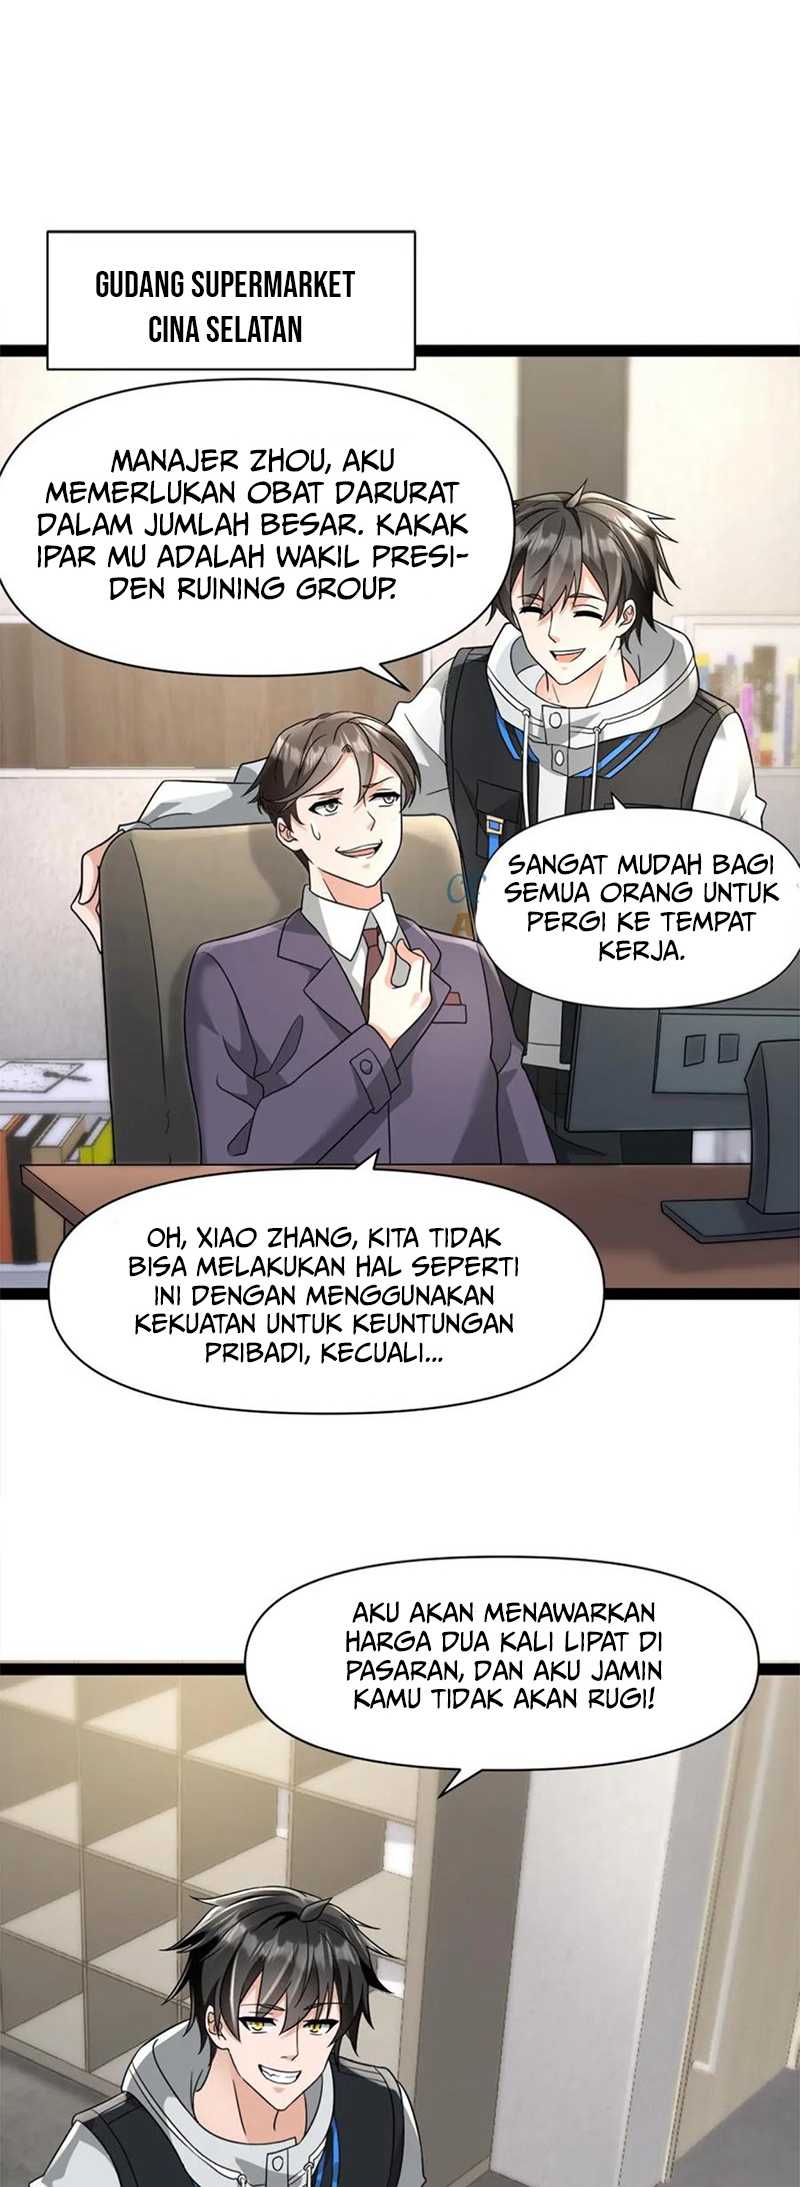 GUDANG SUPERMARKET
CINA SELATAN
MANAJER ZHOU, AKU
MEMERLUKAN OBAT DARURAT
DALAM JUMLAH BESAR. KAKAK
IPAR MU ADALAH WAKIL PRESI-
DEN RUINING GROUP.
SANGAT MUDAH BAGI
SEMUA ORANG UNTUK
PERGI KE TEMPAT
KERJA.
OH, XIAO ZHANG, KITA TIDAK
BISA MELAKUKAN HAL SEPERTI
INI DENGAN MENGGUNAKAN
KEKUATAN UNTUK KEUNTUNGAN
PRIBADI, KECUALI...
AKU AKAN MENAWARKAN
HARGA DUA KALI LIPAT DI
PASARAN, DAN AKU JAMIN
KAMU TIDAK AKAN RUGI!